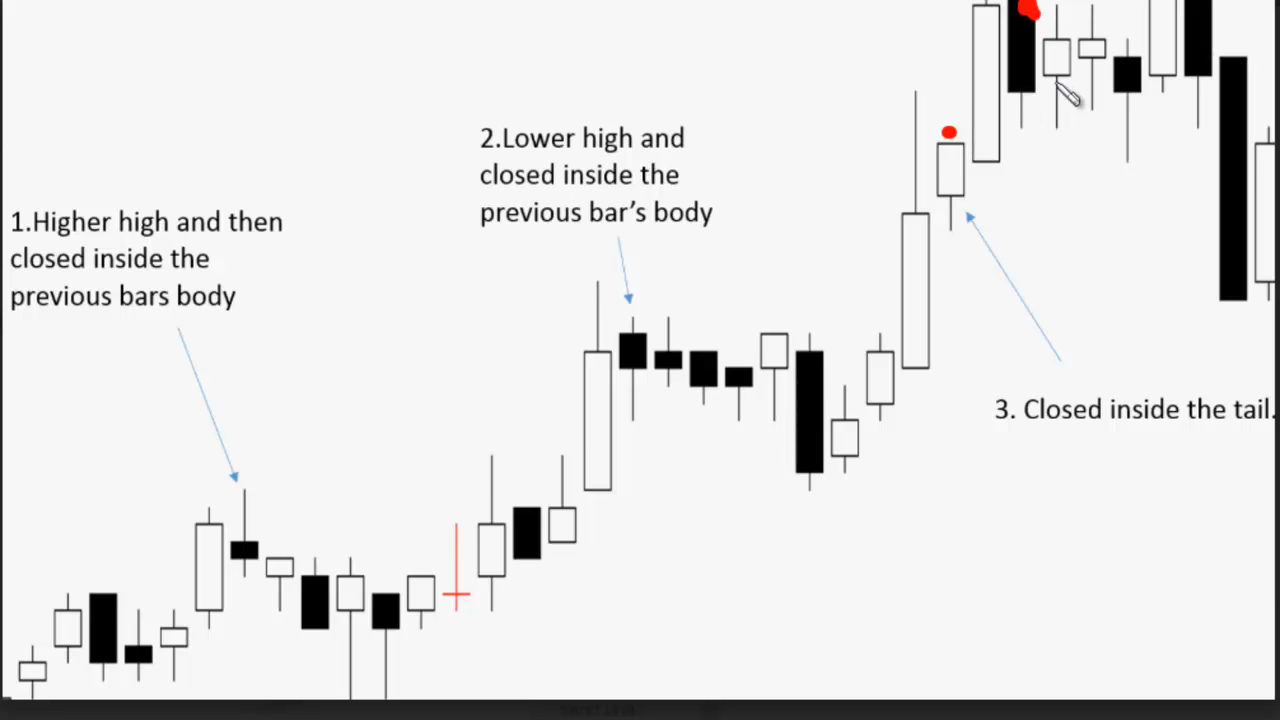 1.Higher high and then
closed inside the
previous bars body
2.Lower high and
closed inside the
previous bar's body
3. Closed inside the tail.